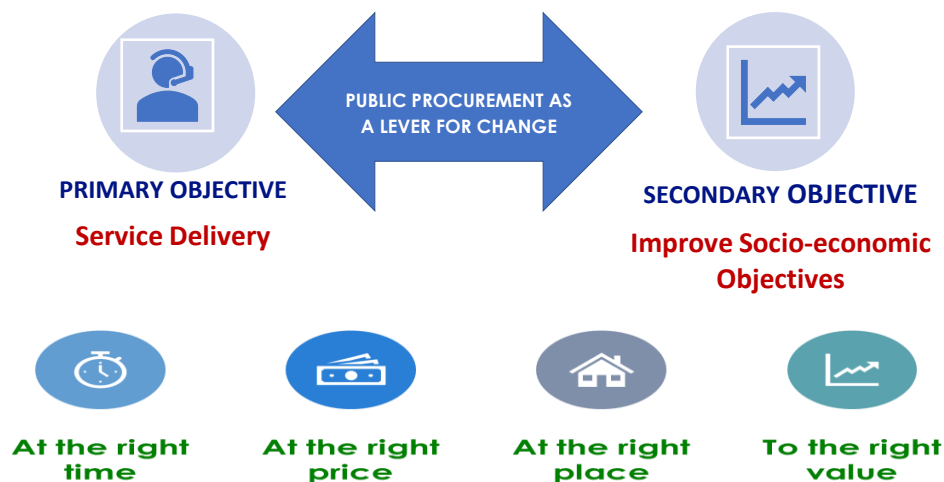 PUBLIC PROCUREMENT AS
A LEVER FOR CHANGE
PRIMARY OBJECTIVE
Service Delivery
SECONDARY OBJECTIVE
Improve Socio-economic
Objectives
At the right
time
At the right
price
At the right
place
To the right
value